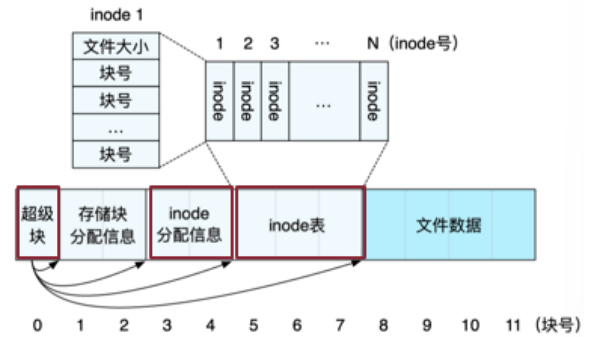 inode 1
文件大小
块号
块号
...
块号
1 2 3 ... N（inode号）
inode inode inode ... inode
超级块
存储块
分配信息
inode
分配信息
inode表
文件数据
0 1 2 3 4 5 6 7 8 9 10 11（块号）